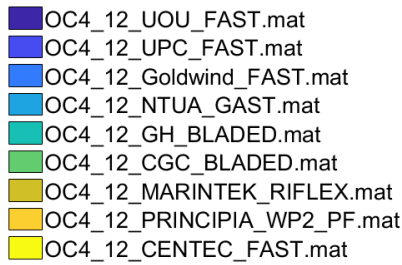 OC4_12_UOU_FAST.mat
OC4_12_UPC_FAST.mat
OC4_12_Goldwind_FAST.mat
OC4_12_NTUA_GAST.mat
OC4_12_GH_BLADED.mat
OC4_12_CGC_BLADED.mat
OC4_12_MARINTEK_RIFLEX.mat
OC4_12_PRINCIPIA_WP2_PF.mat
OC4_12_CENTEC_FAST.mat